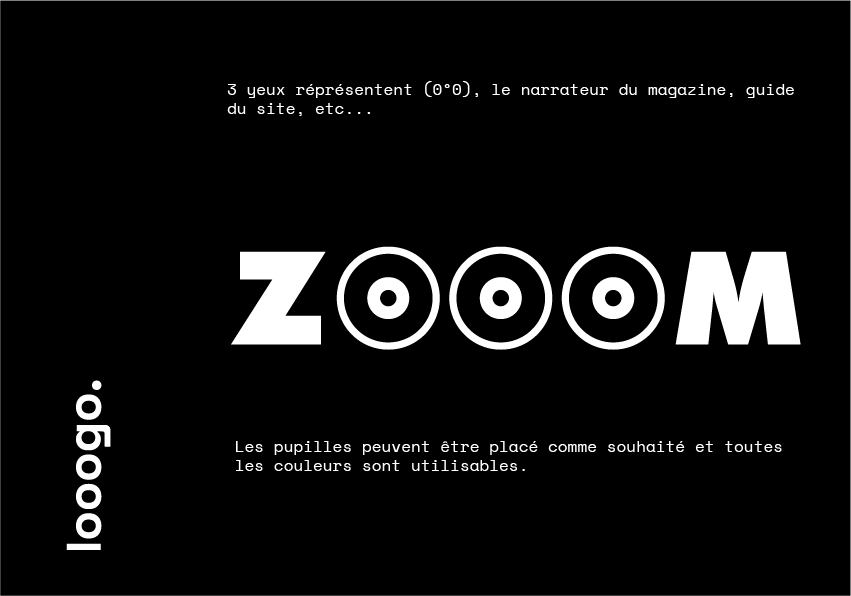 3 yeux réprésentent (0°0), le narrateur du magazine, guide
du site, etc...
ZOOOM
looogo.
Les pupilles peuvent être placé comme souhaité et toutes
les couleurs sont utilisables.